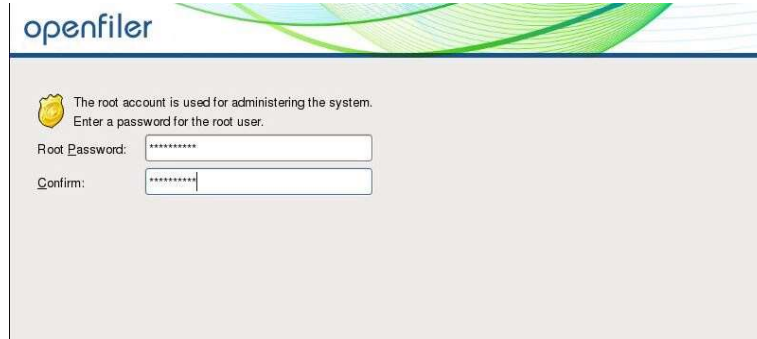 openfiler
The root account is used for administering the system.
Enter a password for the root user.
Root Password: **********
Confirm: **********